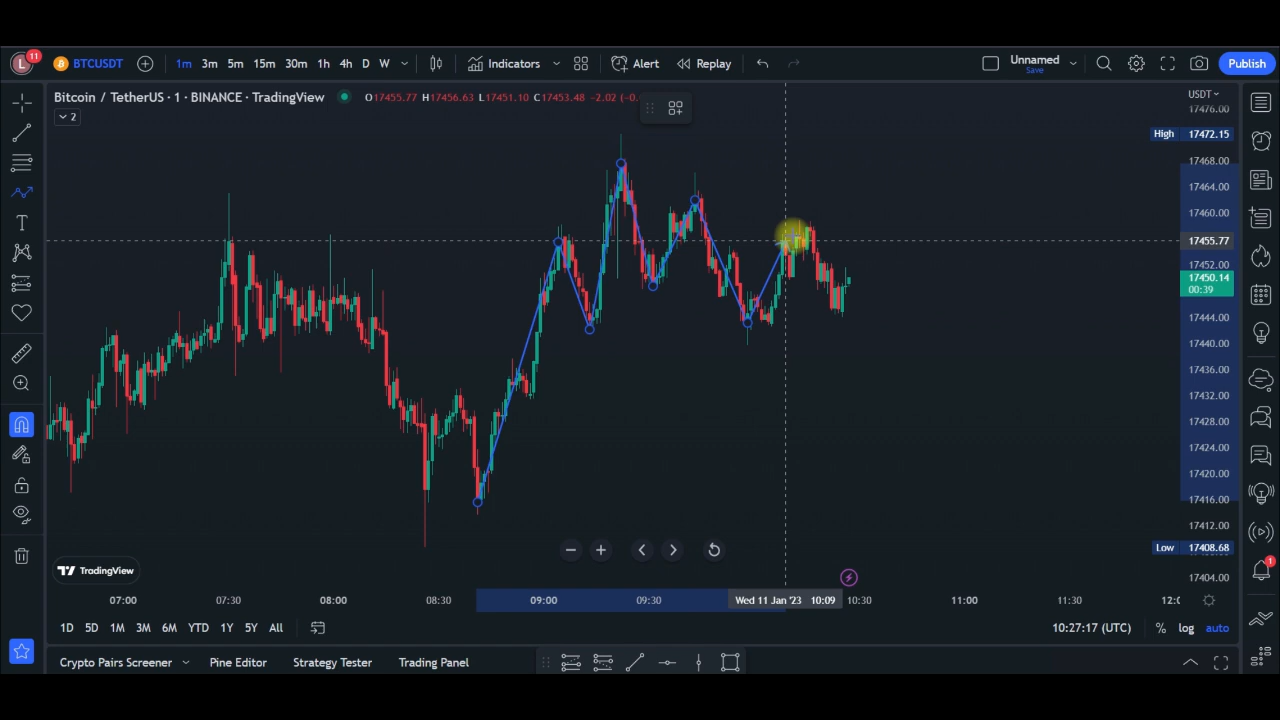 L 11 BTCUSDT 1m 3m 5m 15m 30m 1h 4h D W Indicators Alert Replay Unnamed Save Publish
Bitcoin / TetherUS · 1 · BINANCE · TradingView O17455.77 H17456.63 L17451.10 C17453.48 -2.02 (-0. USDT
2
17476.00
High 17472.15
17468.00
17464.00
17460.00
17455.77
17452.00
17450.14
00:39
17444.00
17440.00
17436.00
17432.00
17428.00
17424.00
17420.00
17416.00
17412.00
Low 17408.68
17404.00
TradingView
1
07:00 07:30 08:00 08:30 09:00 09:30 Wed 11 Jan '23 10:09 10:30 11:00 11:30 12:0
1D 5D 1M 3M 6M YTD 1Y 5Y All 10:27:17 (UTC) % log auto
Crypto Pairs Screener Pine Editor Strategy Tester Trading Panel